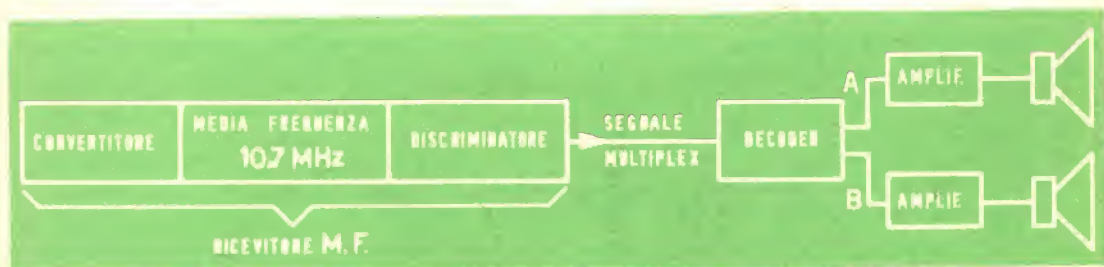 CONVERTITORE
MEDIA FREQUENZA
10.7 MHz
DISCRIMINATORE
SEGNALE
MULTIPLEX
DECODER
A
AMPLIF.
B
AMPLIF.
RICEVITORE M. F.